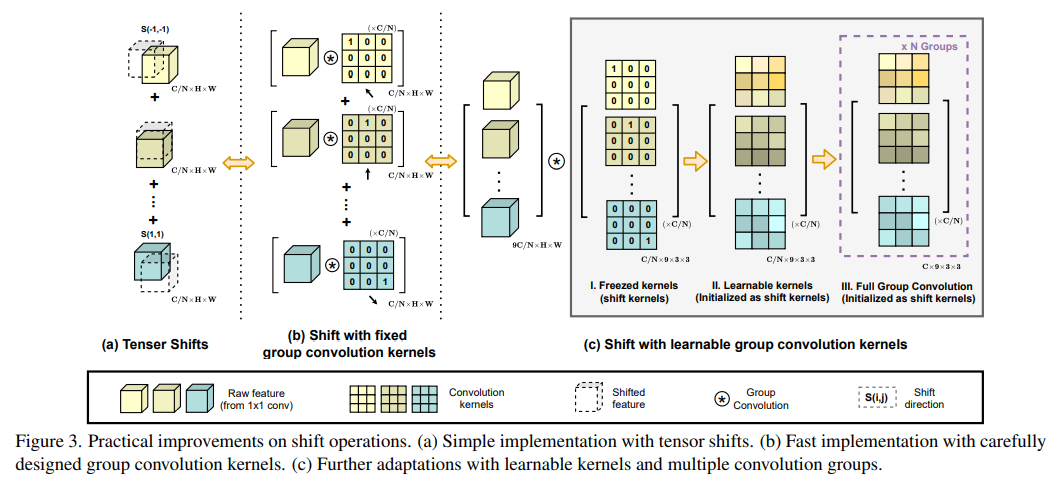 S(-1,-1)
C/N×H×W
+
C/N×H×W
+
+
S(1,1)
C/N×H×W
(a) Tenser Shifts
(×C/N)
1 0 0
0 0 0
0 0 0
C/N×H×W
+
(×C/N)
0 1 0
0 0 0
0 0 0
C/N×H×W
+
+
(×C/N)
0 0 0
0 0 0
0 0 1
C/N×H×W
(b) Shift with fixed
group convolution kernels
9C/N×H×W
1 0 0
0 0 0
0 0 0
0 1 0
0 0 0
0 0 0
0 0 0
0 0 0
0 0 1
(×C/N)
C/N×9×3×3
I. Freezed kernels
(shift kernels)
(×C/N)
C/N×9×3×3
II. Learnable kernels
(Initialized as shift kernels)
x N Groups
(×C/N)
C×9×3×3
III. Full Group Convolution
(Initialized as shift kernels)
(c) Shift with learnable group convolution kernels
Raw feature
(from 1x1 conv)
Convolution
kernels
Shifted
feature
Group
Convolution
S(i,j)
Shift
direction
Figure 3. Practical improvements on shift operations. (a) Simple implementation with tensor shifts. (b) Fast implementation with carefully
designed group convolution kernels. (c) Further adaptations with learnable kernels and multiple convolution groups.